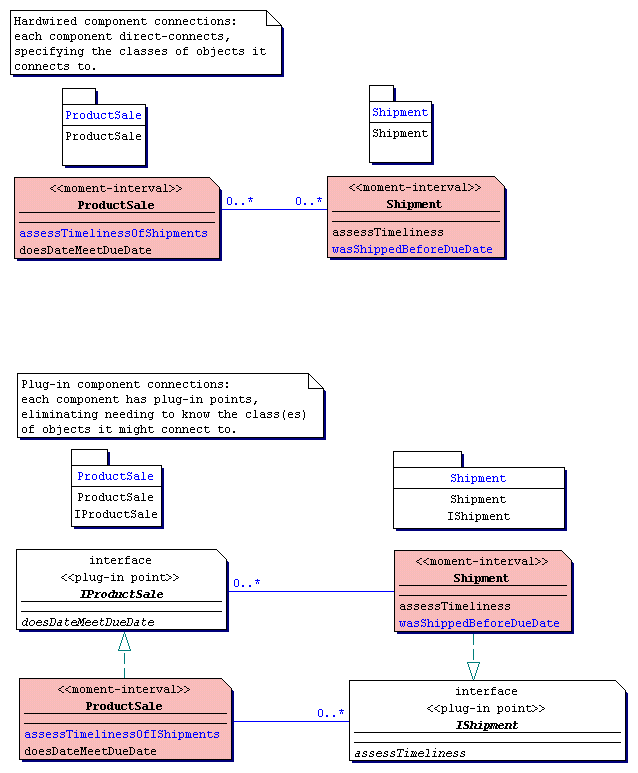 Hardwired component connections:
each component direct-connects,
specifying the classes of objects it
connects to.
ProductSale
ProductSale
Shipment
Shipment
<<moment-interval>>
ProductSale
assessTimelinessOfShipments
doesDateMeetDueDate
0..*
0..*
<<moment-interval>>
Shipment
assessTimeliness
wasShippedBeforeDueDate
Plug-in component connections:
each component has plug-in points,
eliminating needing to know the class(es)
of objects it might connect to.
ProductSale
ProductSale
IProductSale
Shipment
Shipment
IShipment
interface
<<plug-in point>>
IProductSale
doesDateMeetDueDate
0..*
<<moment-interval>>
Shipment
assessTimeliness
wasShippedBeforeDueDate
<<moment-interval>>
ProductSale
assessTimelinessOfIShipments
doesDateMeetDueDate
0..*
interface
<<plug-in point>>
IShipment
assessTimeliness